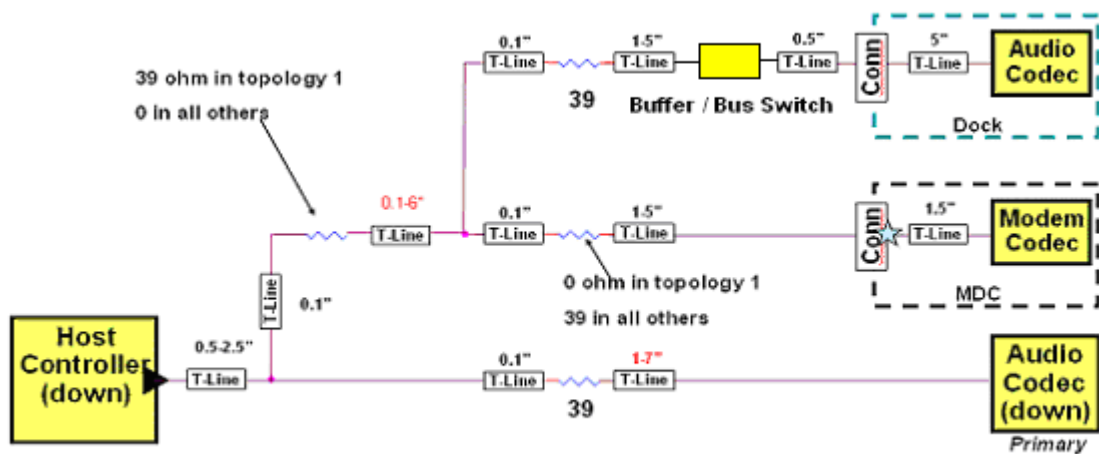 0.1"
T-Line
39
1-5"
T-Line
Buffer / Bus Switch
0.5"
T-Line
Conn
5"
T-Line
Audio
Codec
Dock
39 ohm in topology 1
0 in all others
0.1-6"
T-Line
0.1"
T-Line
1-5"
T-Line
Conn
1.5"
T-Line
Modem
Codec
MDC
0 ohm in topology 1
39 in all others
T-Line
0.1"
Host
Controller
(down)
0.5-2.5"
T-Line
0.1"
T-Line
39
1-7"
T-Line
Audio
Codec
(down)
Primary